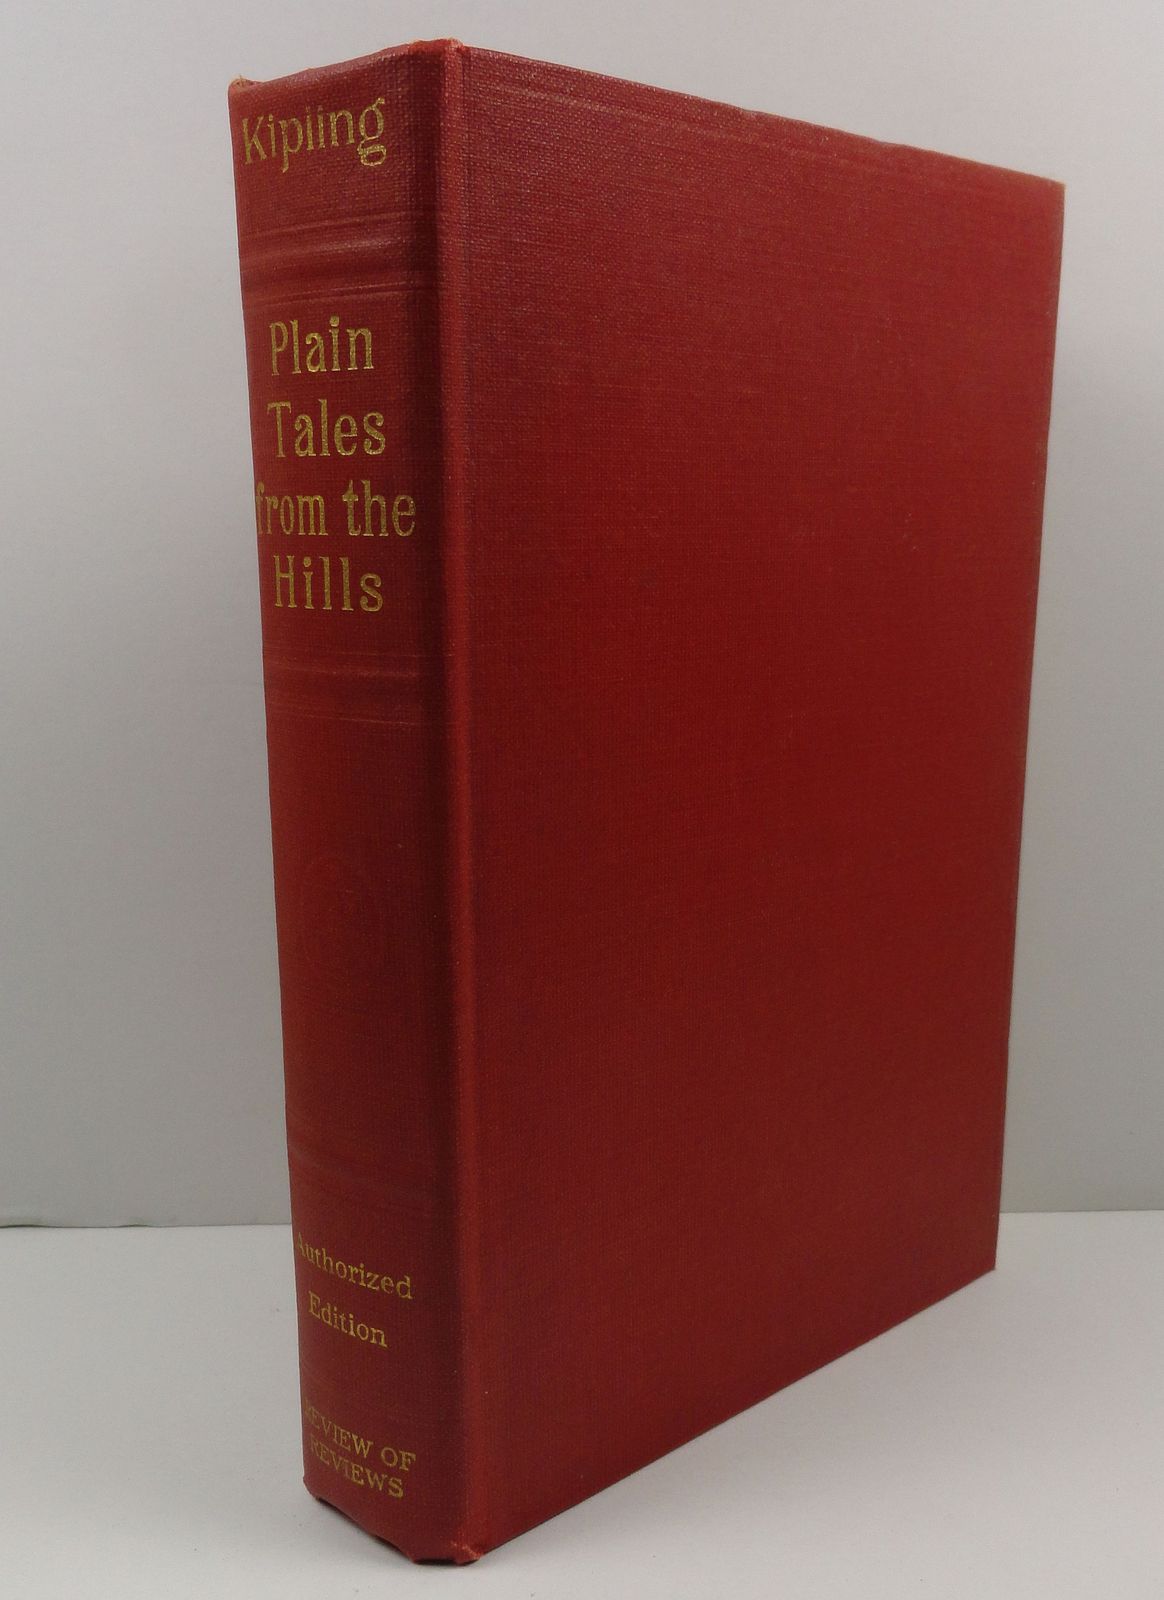 Kipling
Plain
Tales
from the
Hills
Authorized
Edition
REVIEW OF
REVIEWS